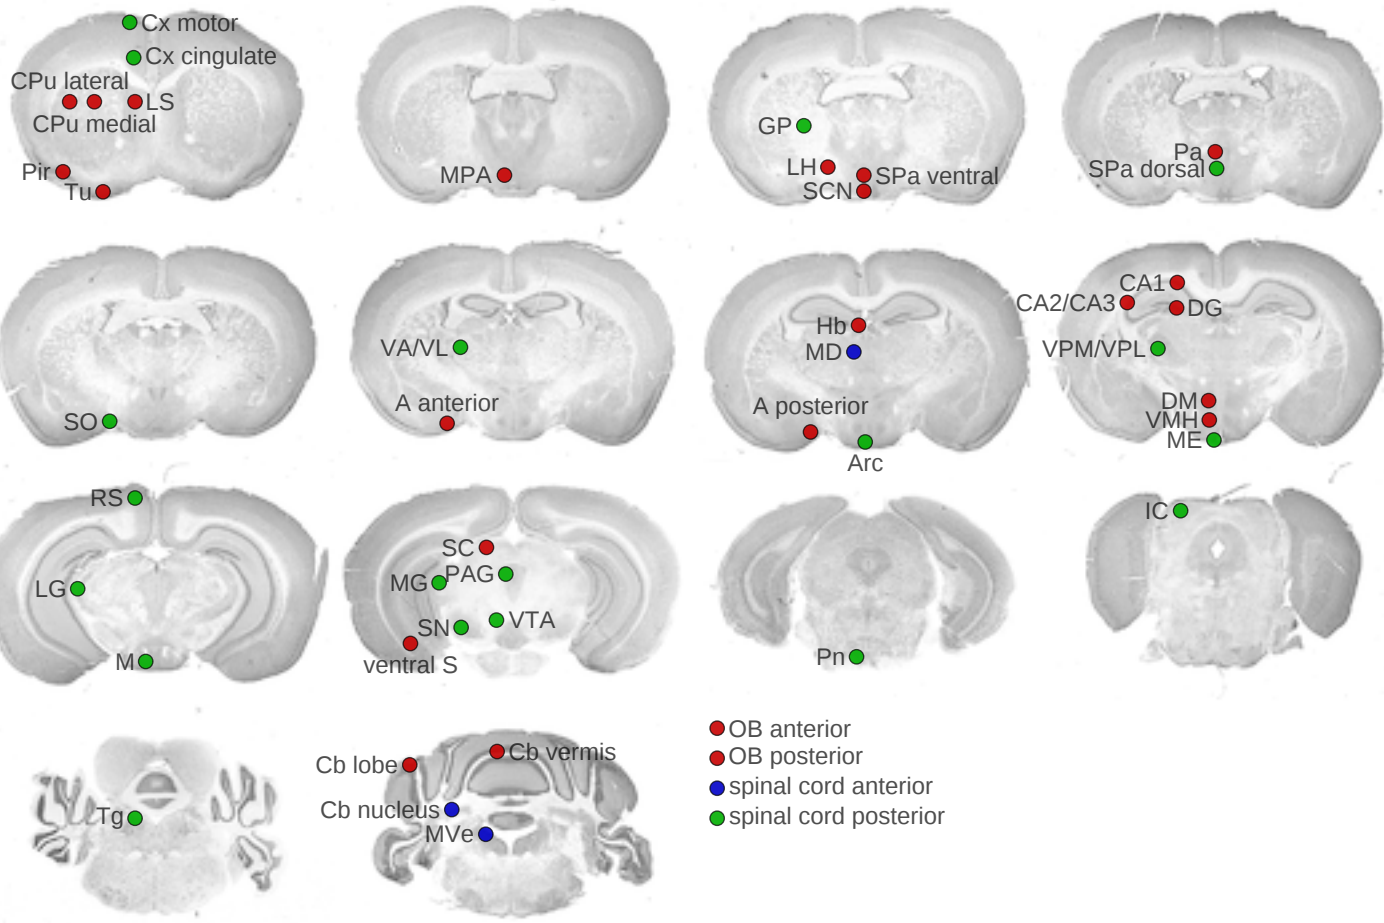 Cx motor
Cx cingulate
CPu lateral
LS
CPu medial
Pir
Tu
MPA
GP
LH
SPa ventral
SCN
Pa
SPa dorsal
SO
VA/VL
A anterior
Hb
MD
A posterior
Arc
CA1
CA2/CA3
DG
VPM/VPL
DM
VMH
ME
RS
LG
M
SC
MG
PAG
SN
VTA
ventral S
Pn
IC
Tg
Cb lobe
Cb vermis
Cb nucleus
MVe
OB anterior
OB posterior
spinal cord anterior
spinal cord posterior